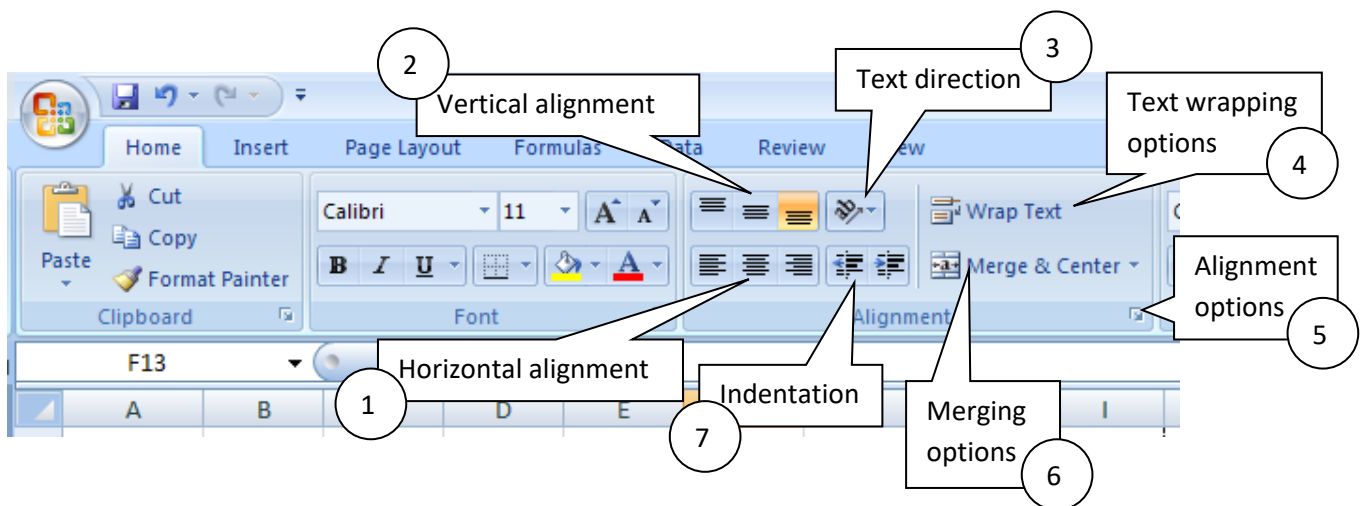 2
3
Vertical alignment
Text direction
Text wrapping
options
4
Home Insert Page Layout Formulas Review
Cut
Copy
Paste
Format Painter
Calibri 11 A A
B I U A
Wrap Text
Merge & Center
Clipboard Font Alignment
Alignment
options
5
F13
Horizontal alignment
1
Indentation
7
Merging
options
6
A B D E I